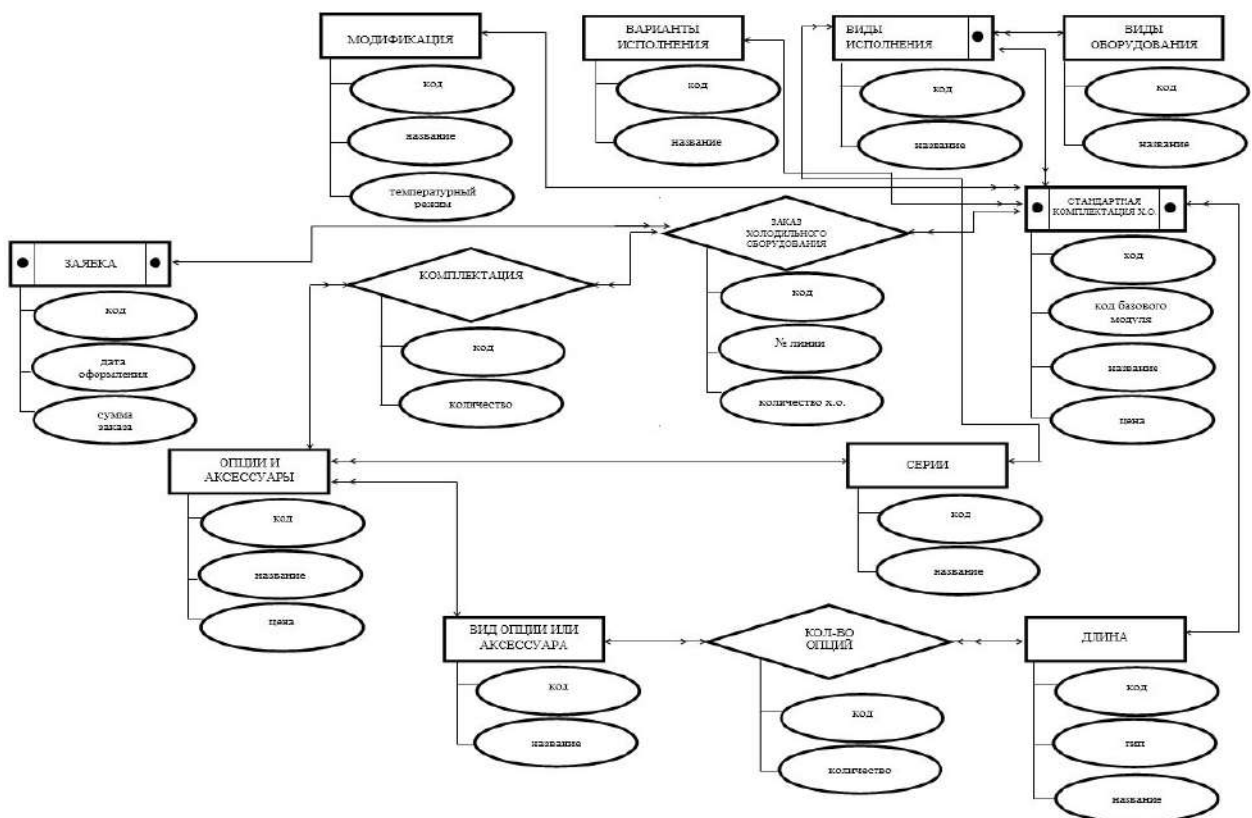 МОДИФИКАЦИЯ
код
название
температурный
режим
ВАРИАНТЫ
ИСПОЛНЕНИЯ
код
название
ВИДЫ
ИСПОЛНЕНИЯ
код
название
ВИДЫ
ОБОРУДОВАНИЯ
код
название
ЗАЯВКА
код
дата
оформления
сумма
заказа
КОМПЛЕКТАЦИЯ
код
количество
ЗАКАЗ
ХОЛОДИЛЬНОГО
ОБОРУДОВАНИЯ
код
№ линии
количество х.о.
СТАНДАРТНАЯ
КОМПЛЕКТАЦИЯ Х.О.
код
код базового
модуля
название
цена
ОПЦИИ И
АКСЕССУАРЫ
код
название
цена
СЕРИИ
код
название
ВИД ОПЦИИ ИЛИ
АКСЕССУАРА
код
название
КОЛ-ВО
ОПЦИЙ
код
количество
ДЛИНА
код
тип
название